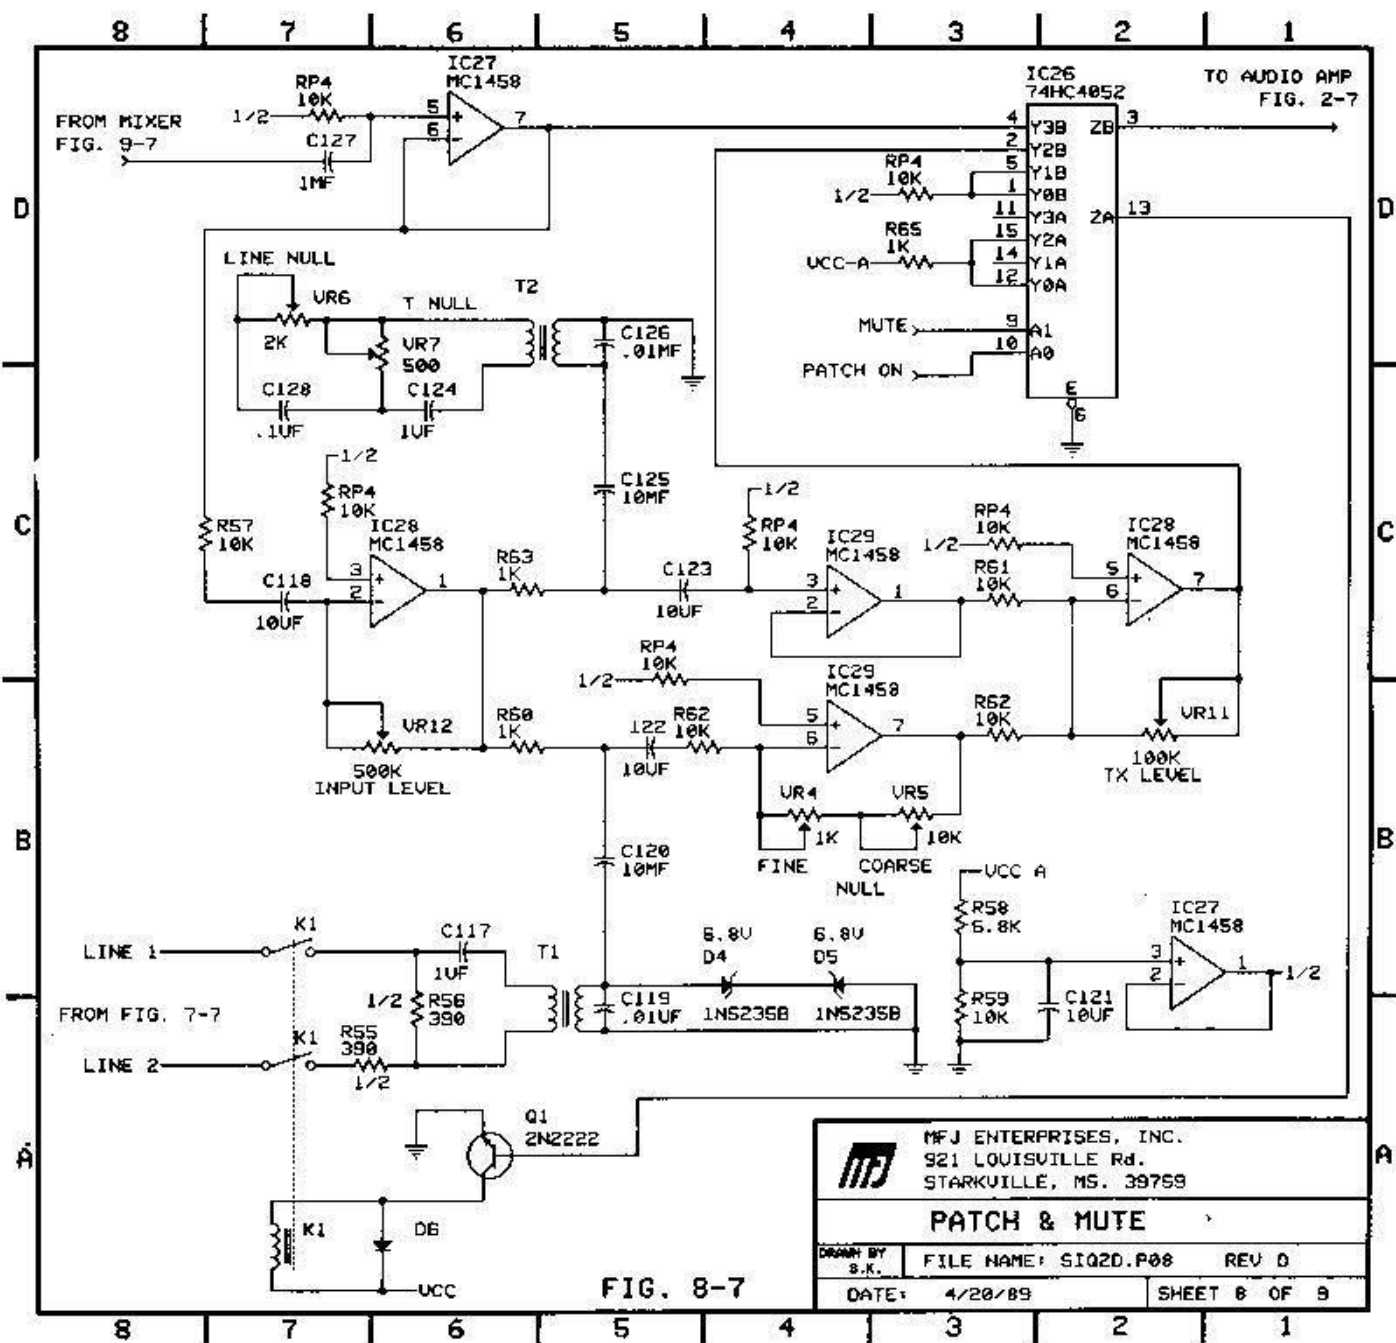 8 7 6 5 4 3 2 1
IC27
MC1458
RP4
10K
1/2
5
6
7
FROM MIXER
FIG. 9-7
C127
1MF
IC26
74HC4052
TO AUDIO AMP
FIG. 2-7
4 Y3B ZB 3
2 Y2B
5 Y1B
1 Y0B
11 Y3A ZA 13
15 Y2A
14 Y1A
12 Y0A
9 A1
10 A0
E
6
RP4
10K
1/2
R65
1K
VCC-A
MUTE
PATCH ON
D
D
LINE NULL
VR6
2K
T NULL
VR7
500
T2
C126
.01MF
C128
.1UF
C124
1UF
1/2
RP4
10K
C125
10MF
C
C
R57
10K
IC28
MC1458
3
2
1
C118
10UF
R63
1K
C123
10UF
1/2
RP4
10K
IC29
MC1458
3
2
1
RP4
10K
1/2
R61
10K
IC28
MC1458
5
6
7
RP4
10K
1/2
IC29
MC1458
5
6
7
VR12
500K
INPUT LEVEL
R60
1K
122
10UF
R62
10K
R62
10K
VR11
100K
TX LEVEL
VR4
1K
VR5
10K
FINE
COARSE
NULL
B
B
C120
10MF
VCC A
R58
6.8K
R59
10K
C121
10UF
IC27
MC1458
3
2
1
1/2
LINE 1
K1
C117
1UF
T1
6.8V
D4
1N5235B
6.8V
D5
1N5235B
C119
.01UF
FROM FIG. 7-7
1/2
R56
390
R55
390
1/2
K1
LINE 2
Q1
2N2222
A
A
K1
D6
VCC
FIG. 8-7
MFJ
MFJ ENTERPRISES, INC.
921 LOUISVILLE Rd.
STARKVILLE, MS. 39759
PATCH & MUTE
DRAWN BY
S.K.
FILE NAME: SIQ2D.P08 REV D
DATE: 4/20/89 SHEET 8 OF 9
8 7 6 5 4 3 2 1